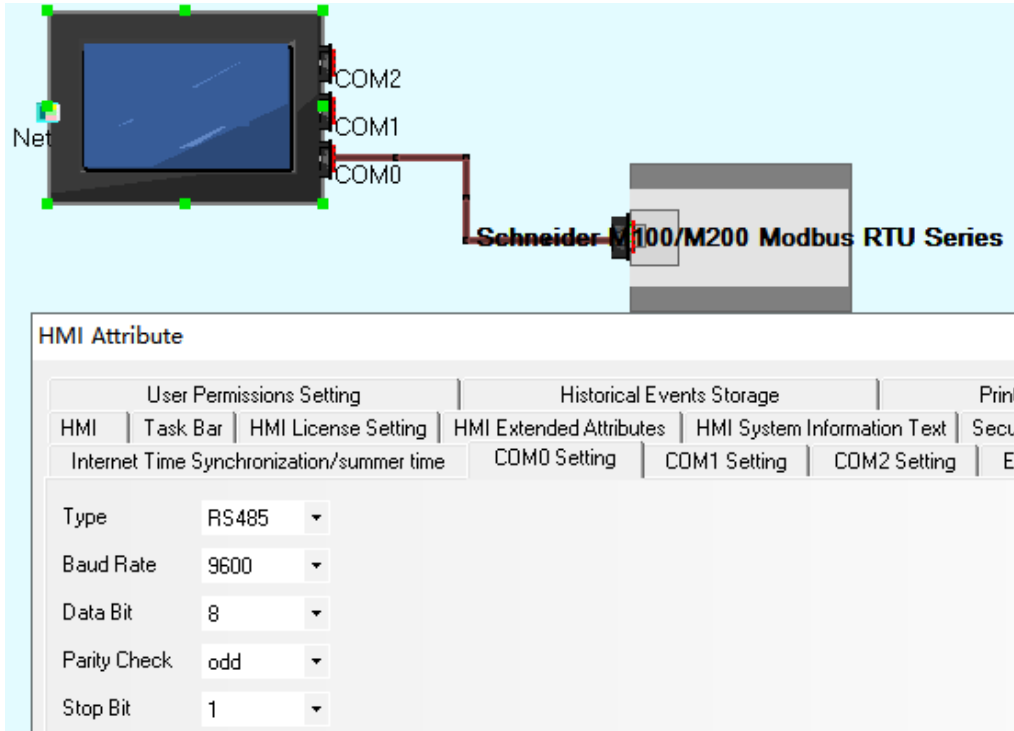 COM2
Net
COM1
COM0
Schneider M100/M200 Modbus RTU Series
HMI Attribute
User Permissions Setting Historical Events Storage Prin
HMI Task Bar HMI License Setting HMI Extended Attributes HMI System Information Text Secu
Internet Time Synchronization/summer time COM0 Setting COM1 Setting COM2 Setting E
Type RS485
Baud Rate 9600
Data Bit 8
Parity Check odd
Stop Bit 1